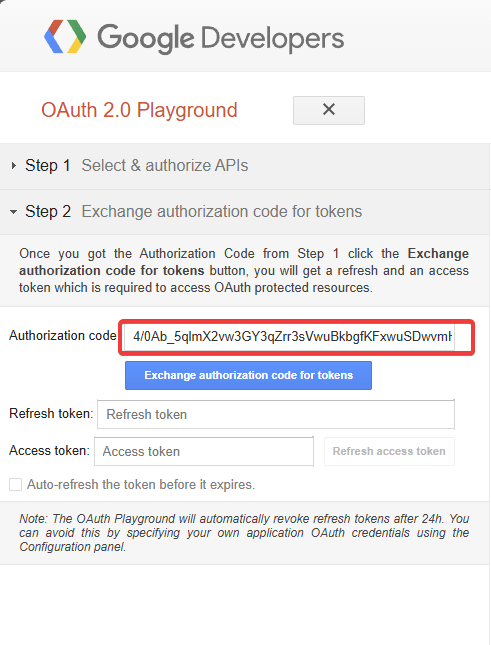 Google Developers
OAuth 2.0 Playground
Step 1 Select & authorize APIs
Step 2 Exchange authorization code for tokens
Once you got the Authorization Code from Step 1 click the Exchange
authorization code for tokens button, you will get a refresh and an access
token which is required to access OAuth protected resources.
Authorization code 4/0Ab_5qlmX2vw3GY3qZrr3sVwuBkbgfKFxwuSDwvmH
Exchange authorization code for tokens
Refresh token: Refresh token
Access token: Access token Refresh access token
Auto-refresh the token before it expires.
Note: The OAuth Playground will automatically revoke refresh tokens after 24h. You
can avoid this by specifying your own application OAuth credentials using the
Configuration panel.